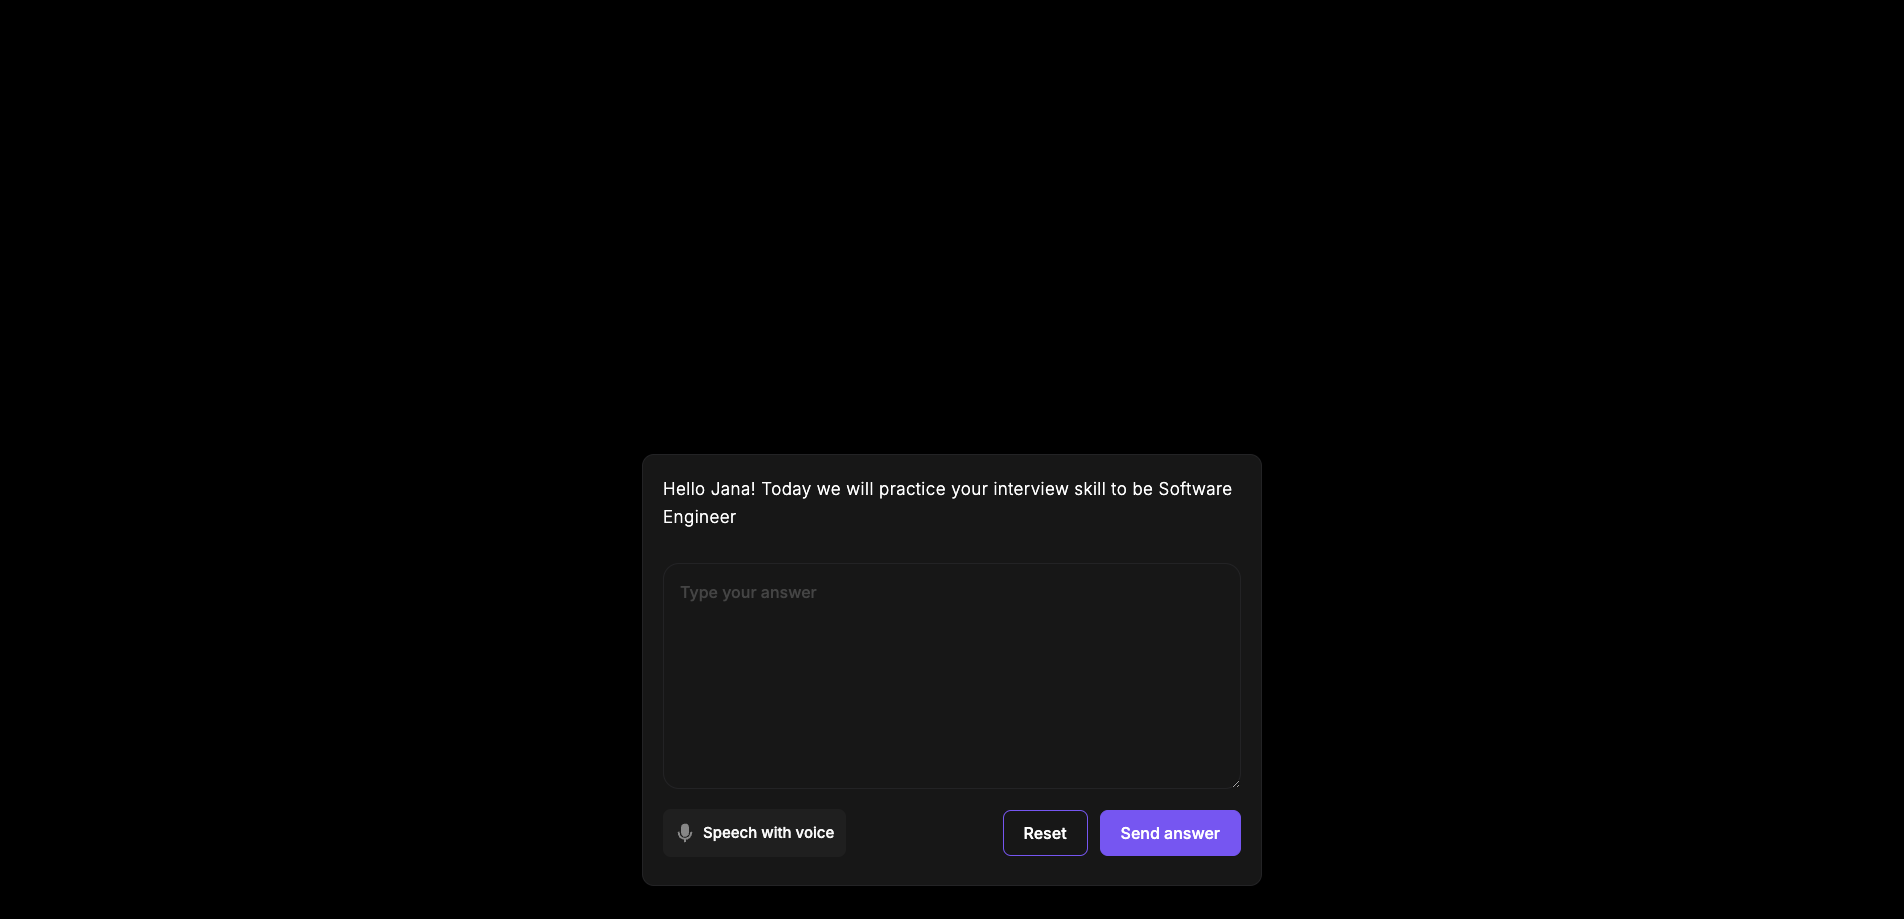 Hello Jana! Today we will practice your interview skill to be Software
Engineer
Type your answer
Speech with voice
Reset
Send answer